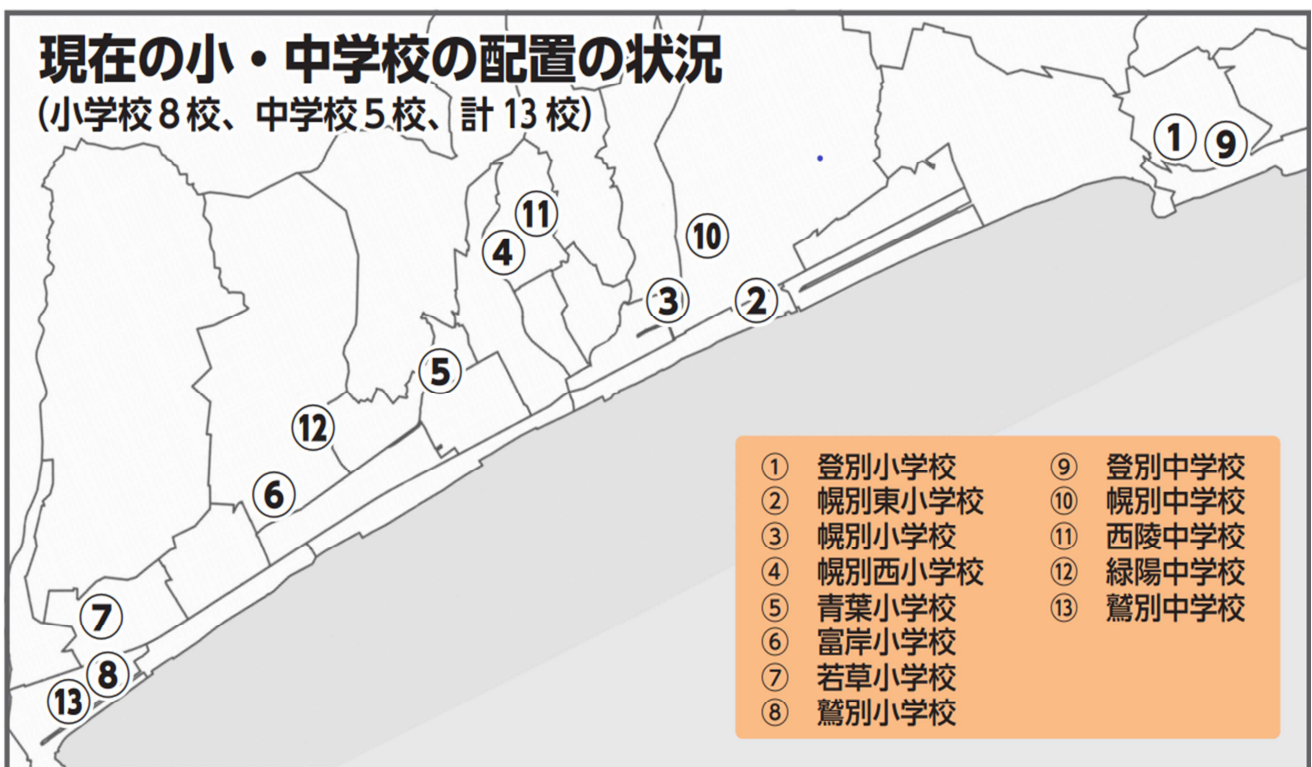 現在の小・中学校の配置の状況
(小学校8校、中学校5校、計13校)
① ⑨
⑪
④ ⑩
③ ②
⑤
⑫
⑥
⑦
⑧
⑬
① 登別小学校
② 幌別東小学校
③ 幌別小学校
④ 幌別西小学校
⑤ 青葉小学校
⑥ 富岸小学校
⑦ 若草小学校
⑧ 鷲別小学校
⑨ 登別中学校
⑩ 幌別中学校
⑪ 西陵中学校
⑫ 緑陽中学校
⑬ 鷲別中学校